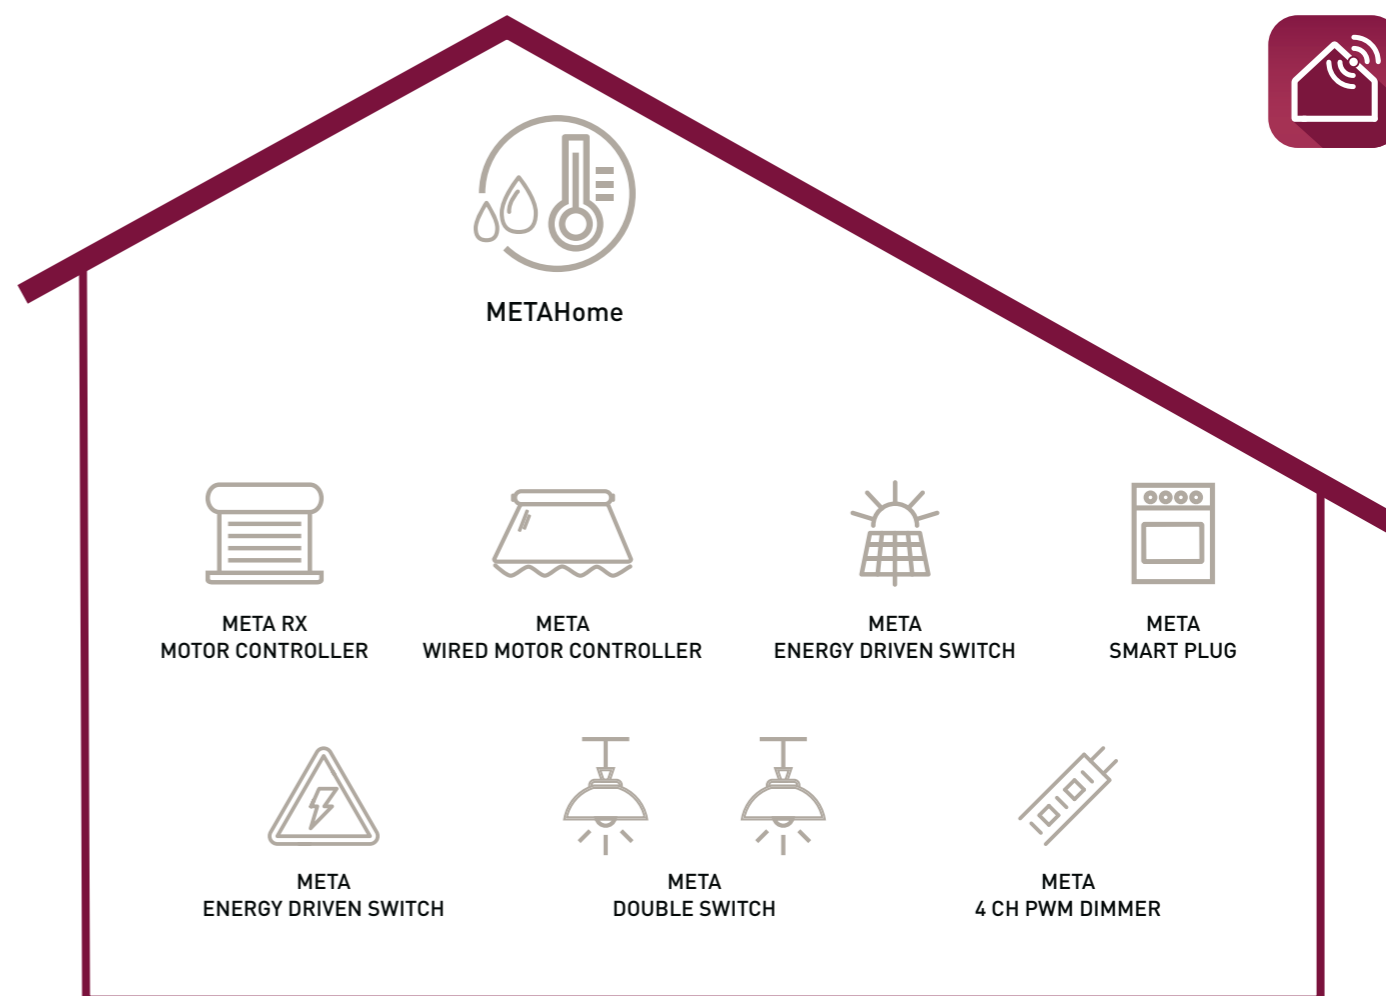 METAHome
META RX
MOTOR CONTROLLER
META
WIRED MOTOR CONTROLLER
META
ENERGY DRIVEN SWITCH
META
SMART PLUG
META
ENERGY DRIVEN SWITCH
META
DOUBLE SWITCH
META
4 CH PWM DIMMER